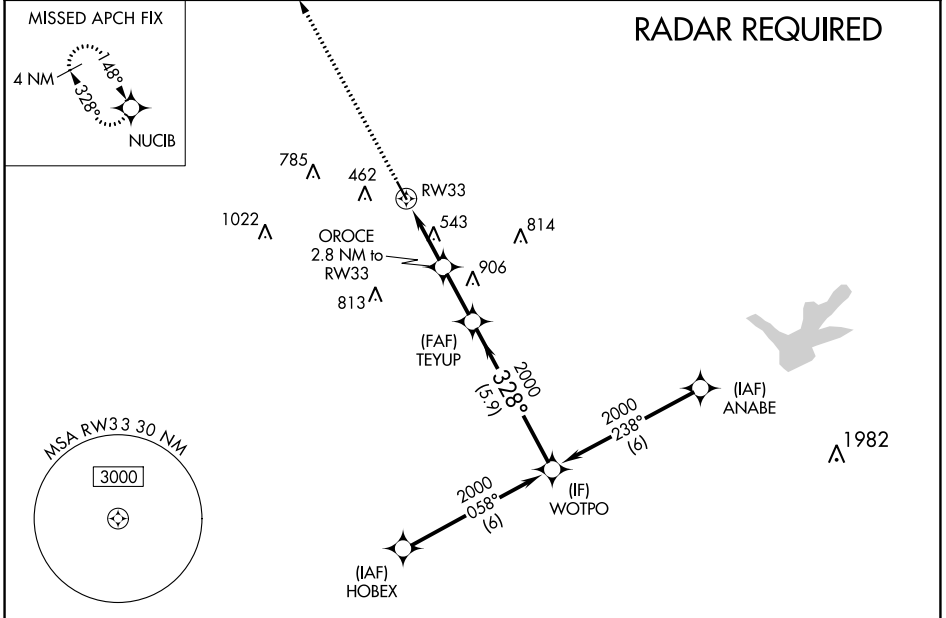 MISSED APCH FIX
4 NM
148°
328°
NUCIB
RADAR REQUIRED
785
462
RW33
1022
543
814
OROCE
2.8 NM to
RW33
906
813
(FAF)
TEYUP
2000
328°
(5.9)
(IAF)
ANABE
2000
238°
(6)
1982
MSA RW33 30 NM
3000
2000
058°
(6)
(IF)
WOTPO
(IAF)
HOBEX